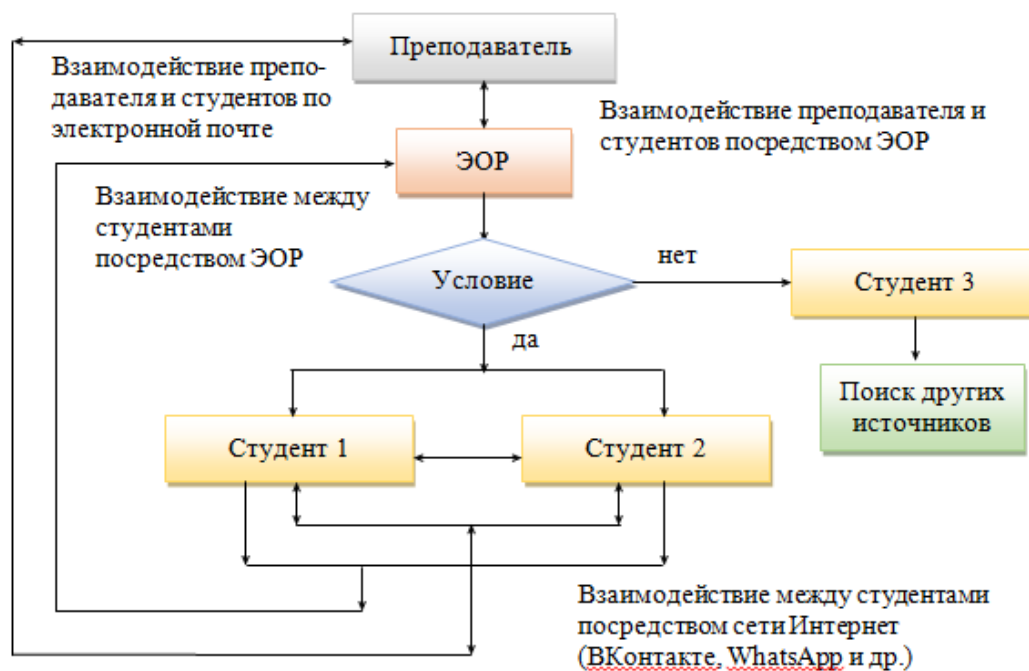 Преподаватель
Взаимодействие препо-
давателя и студентов по
электронной почте
Взаимодействие преподавателя и
студентов посредством ЭОР
ЭОР
Взаимодействие между
студентами
посредством ЭОР
Условие
нет
Студент 3
да
Поиск других
источников
Студент 1
Студент 2
Взаимодействие между студентами
посредством сети Интернет
(ВКонтакте, WhatsApp и др.)